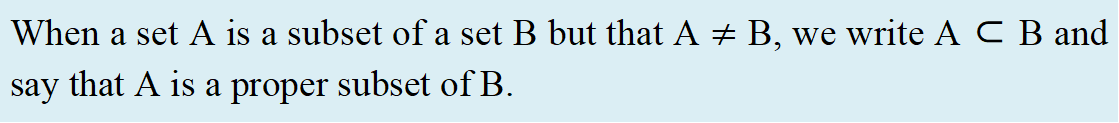 When a set A is a subset of a set B but that A ≠ B, we write A ⊂ B and
say that A is a proper subset of B.